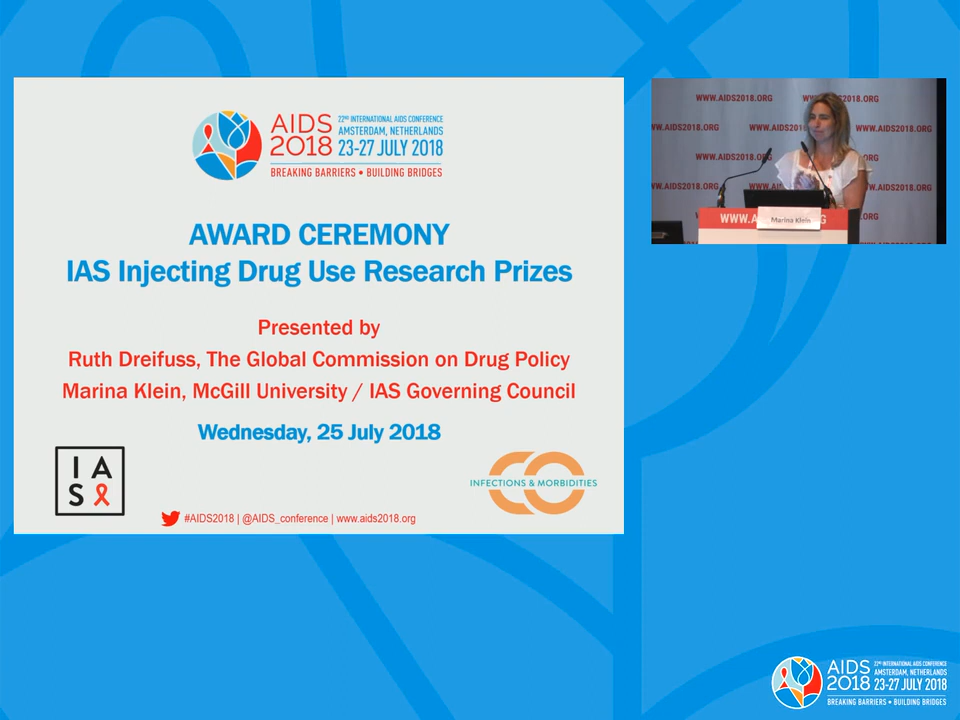 AIDS 2018
22ND INTERNATIONAL AIDS CONFERENCE
AMSTERDAM, NETHERLANDS
23-27 JULY 2018
BREAKING BARRIERS • BUILDING BRIDGES
AWARD CEREMONY
IAS Injecting Drug Use Research Prizes
Presented by
Ruth Dreifuss, The Global Commission on Drug Policy
Marina Klein, McGill University / IAS Governing Council
Wednesday, 25 July 2018
IAS
CO
INFECTIONS & MORBIDITIES
#AIDS2018 | @AIDS_conference | www.aids2018.org
WWW.AIDS2018.ORG
WWW.AIDS2018.ORG
WWW.AIDS2018.ORG
WWW.AIDS2018.ORG
Marina Klein
AIDS 2018
22ND INTERNATIONAL AIDS CONFERENCE
AMSTERDAM, NETHERLANDS
23-27 JULY 2018
BREAKING BARRIERS • BUILDING BRIDGES